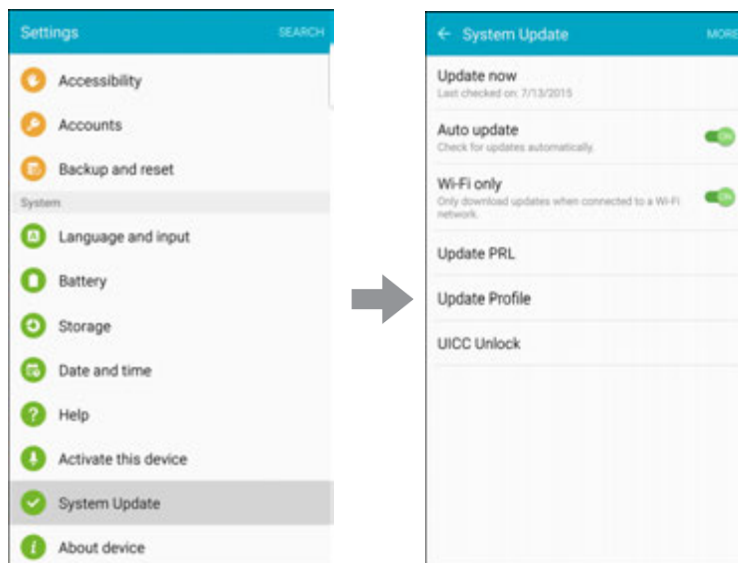 Settings
SEARCH
Accessibility
Accounts
Backup and reset
System
Language and input
Battery
Storage
Date and time
Help
Activate this device
System Update
About device
System Update
MORE
Update now
Last checked on: 7/13/2015
Auto update
Check for updates automatically.
ON
Wi-Fi only
Only download updates when connected to a Wi-Fi
network.
ON
Update PRL
Update Profile
UICC Unlock